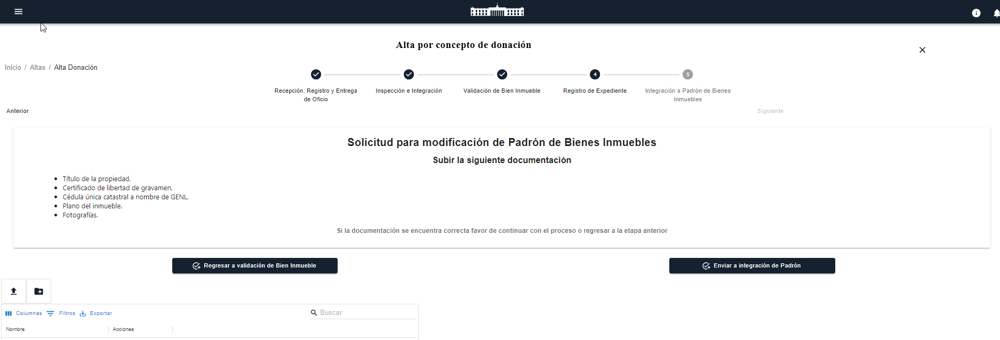 Alta por concepto de donación
Inicio / Altas / Alta Donación
4
5
Recepción, Registro y Entrega
de Oficio
Inspección e Integración
Validación de Bien Inmueble
Registro de Expediente
Integración a Padrón de Bienes
Inmuebles
Anterior
Siguiente
Solicitud para modificación de Padrón de Bienes Inmuebles
Subir la siguiente documentación
Título de la propiedad.
Certificado de libertad de gravamen.
Cédula única catastral a nombre de GENL.
Plano del inmueble.
Fotografías.
Si la documentación se encuentra correcta favor de continuar con el proceso o regresar a la etapa anterior
Regresar a validación de Bien Inmueble
Enviar a integración de Padrón
Columnas Filtros Exportar Buscar
Nombre Acciones